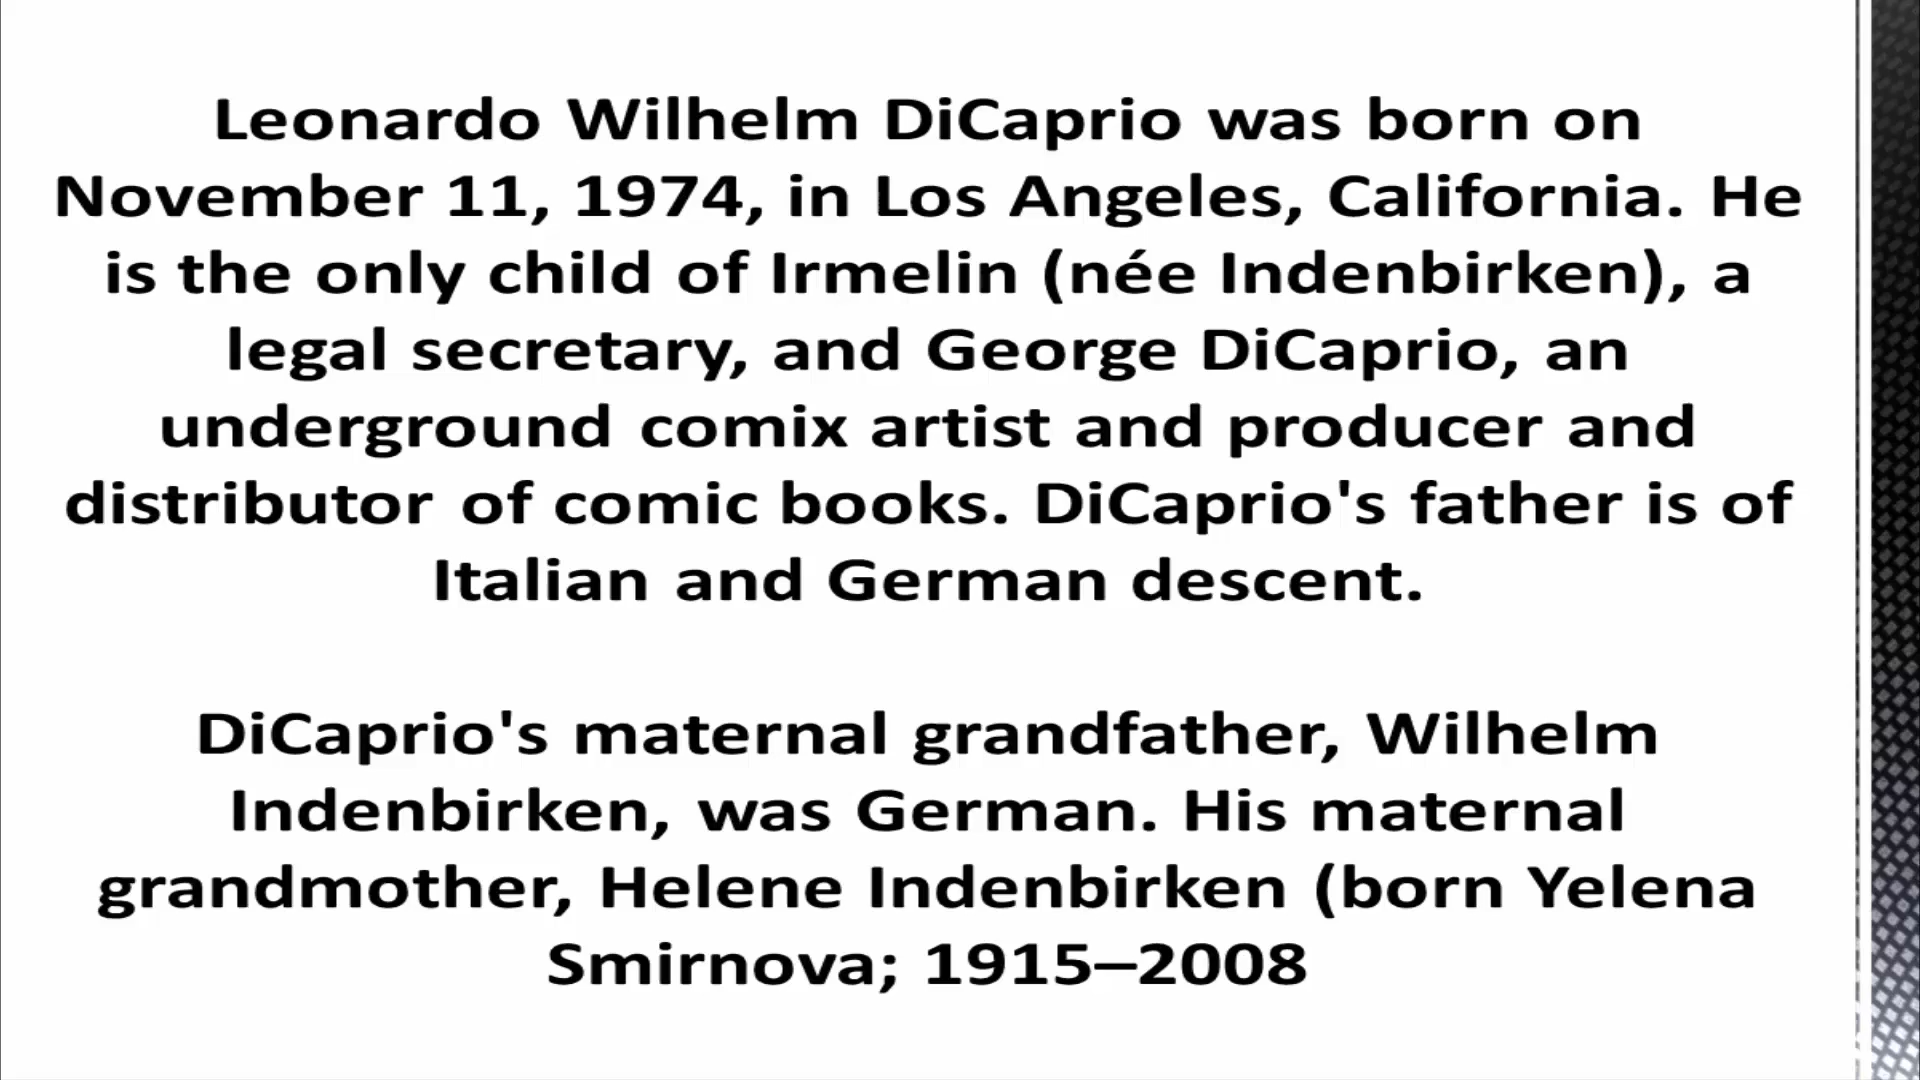 Leonardo Wilhelm DiCaprio was born on
November 11, 1974, in Los Angeles, California. He
is the only child of Irmelin (née Indenbirken), a
legal secretary, and George DiCaprio, an
underground comix artist and producer and
distributor of comic books. DiCaprio's father is of
Italian and German descent.
DiCaprio's maternal grandfather, Wilhelm
Indenbirken, was German. His maternal
grandmother, Helene Indenbirken (born Yelena
Smirnova; 1915–2008